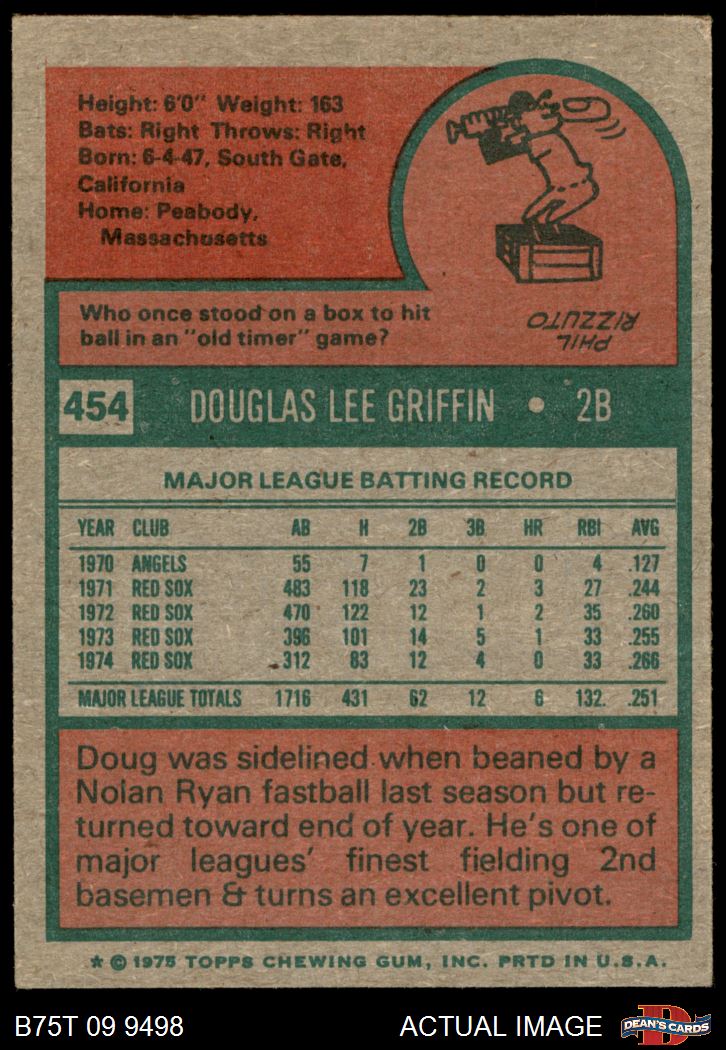 Height: 6'0" Weight: 163
Bats: Right Throws: Right
Born: 6-4-47, South Gate,
California
Home: Peabody,
Massachusetts
Who once stood on a box to hit
ball in an "old timer" game?
PHIL
RIZZUTO
454 DOUGLAS LEE GRIFFIN • 2B
MAJOR LEAGUE BATTING RECORD
YEAR CLUB AB H 2B 3B HR RBI AVG
1970 ANGELS 55 7 1 0 0 4 .127
1971 RED SOX 483 118 23 2 3 27 .244
1972 RED SOX 470 122 12 1 2 35 .260
1973 RED SOX 396 101 14 5 1 33 .255
1974 RED SOX 312 83 12 4 0 33 .266
MAJOR LEAGUE TOTALS 1716 431 62 12 6 132. .251
Doug was sidelined when beaned by a
Nolan Ryan fastball last season but re-
turned toward end of year. He's one of
major leagues' finest fielding 2nd
basemen & turns an excellent pivot.
* © 1975 TOPPS CHEWING GUM, INC. PRTD IN U.S.A.
B75T 09 9498 ACTUAL IMAGE D DEAN'S CARDS